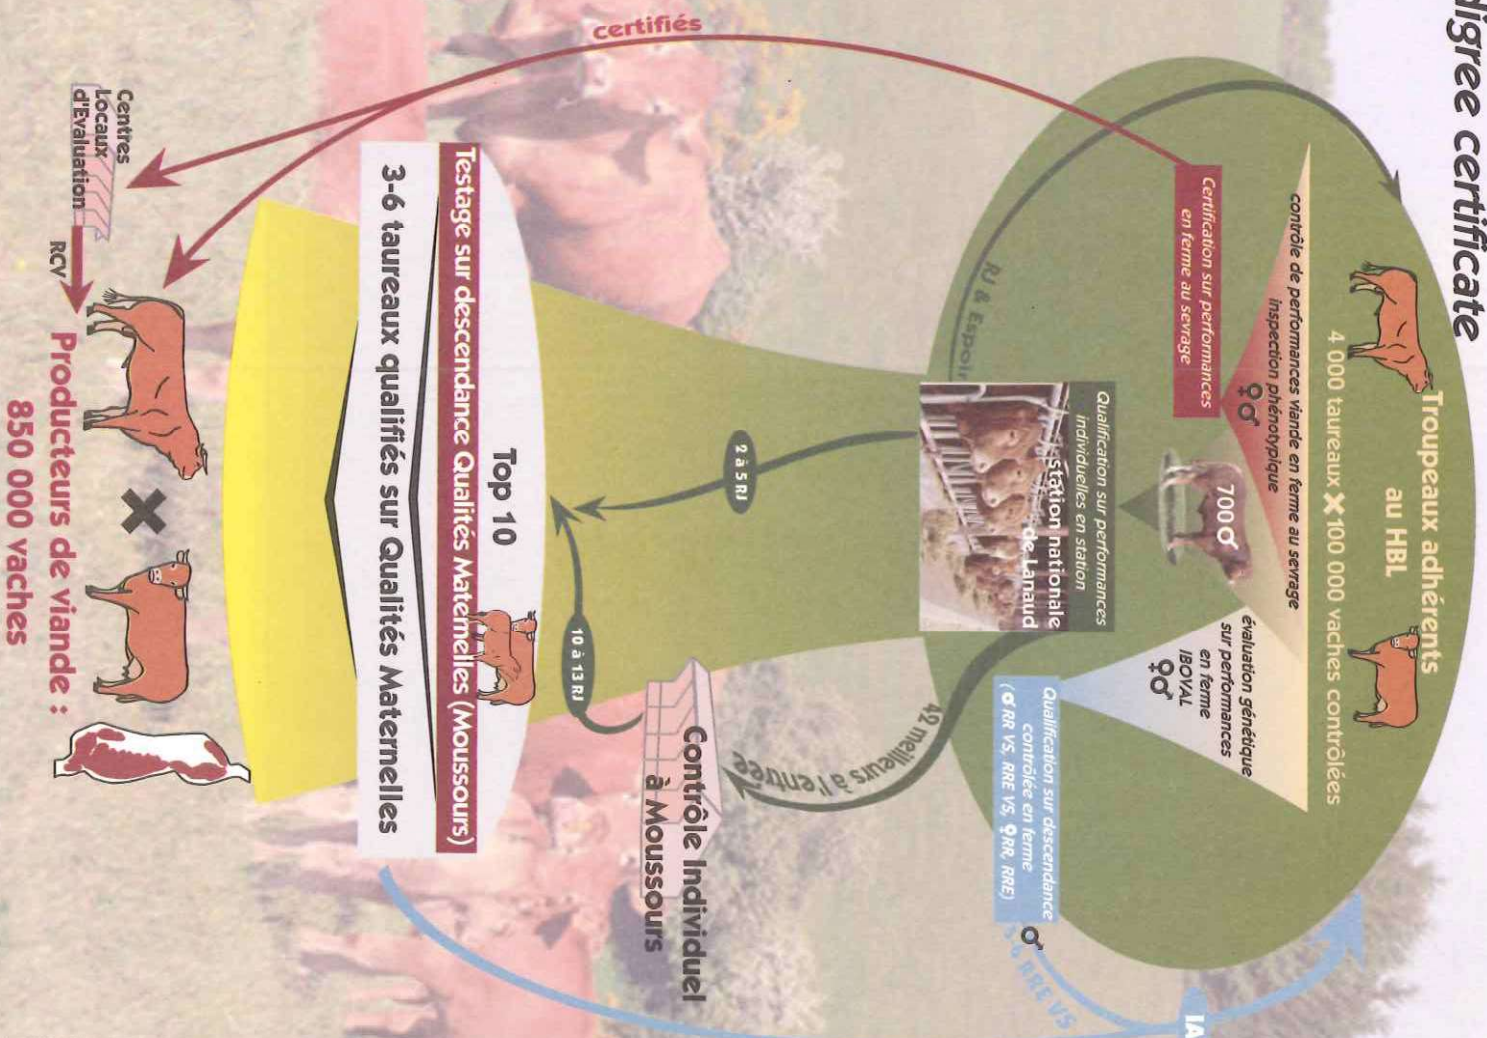 digree certificate
Troupeaux adhérents
au HBL
4 000 taureaux ✖ 100 000 vaches contrôlées
contrôle de performances viande en ferme au sevrage
inspection phénotypique
♀♂
Certification sur performances
en ferme au sevrage
700♂
évaluation génétique
sur performances
en ferme
IBOVAL
♀♂
Qualification sur performances
individuelles en station
station nationale
de Lanaud
Qualification sur descendance
contrôlée en ferme
(♂ RR VS, RRE VS, ♀RR, RRE)
♂
RRE VS
IA
RJ & Espoir
certifiés
42 meilleurs à l'entrée
2 à 5 RJ
10 à 13 RJ
Contrôle Individuel
à Moussours
Top 10
Testage sur descendance Qualités Maternelles (Moussours)
3-6 taureaux qualifiés sur Qualités Maternelles
Centres
Locaux
d'Evaluation
RCV
Producteurs de viande :
850 000 vaches